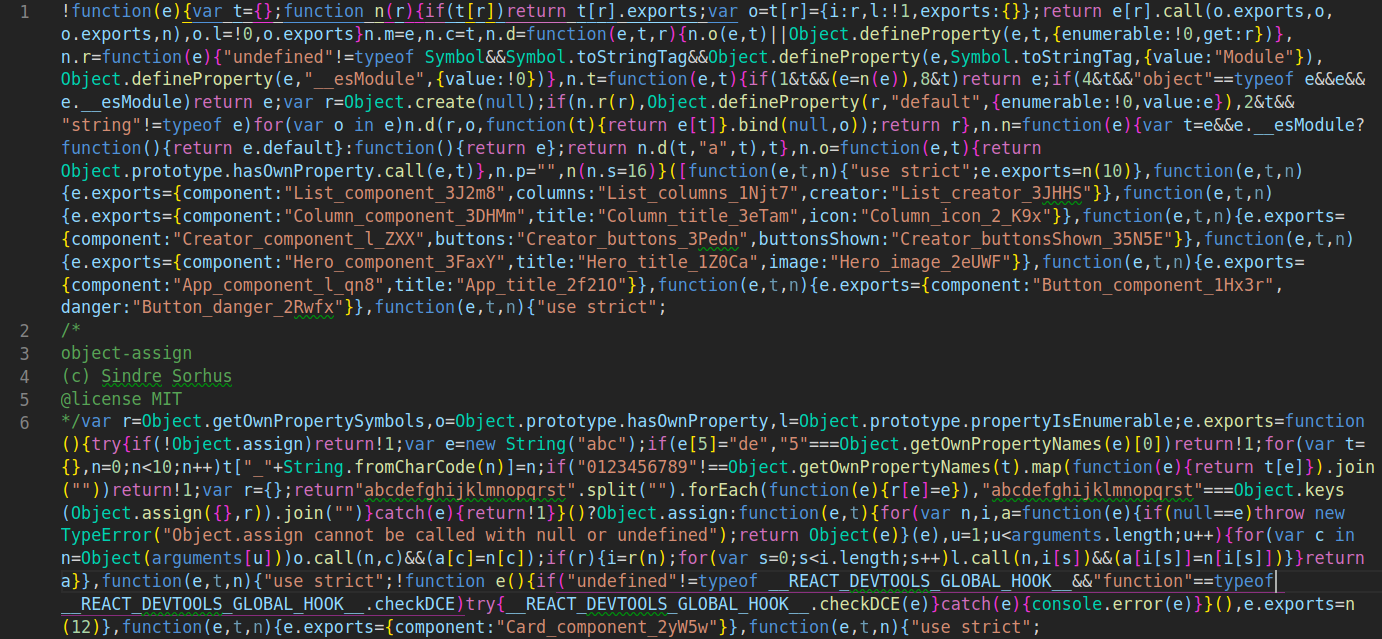 1 !function(e){var t={};function n(r){if(t[r])return t[r].exports;var o=t[r]={i:r,l:!1,exports:{}};return e[r].call(o.exports,o,
o.exports,n),o.l=!0,o.exports}n.m=e,n.c=t,n.d=function(e,t,r){n.o(e,t)||Object.defineProperty(e,t,{enumerable:!0,get:r})},
n.r=function(e){"undefined"!=typeof Symbol&&Symbol.toStringTag&&Object.defineProperty(e,Symbol.toStringTag,{value:"Module"}),
Object.defineProperty(e,"__esModule",{value:!0})},n.t=function(e,t){if(1&t&&(e=n(e)),8&t)return e;if(4&t&&"object"==typeof e&&e&&
e.__esModule)return e;var r=Object.create(null);if(n.r(r),Object.defineProperty(r,"default",{enumerable:!0,value:e}),2&t&&
"string"!=typeof e)for(var o in e)n.d(r,o,function(t){return e[t]}.bind(null,o));return r},n.n=function(e){var t=e&&e.__esModule?
function(){return e.default}:function(){return e};return n.d(t,"a",t),t},n.o=function(e,t){return
Object.prototype.hasOwnProperty.call(e,t)},n.p="",n(n.s=16)}([function(e,t,n){"use strict";e.exports=n(10)},function(e,t,n)
{e.exports={component:"List_component_3J2m8",columns:"List_columns_1Njt7",creator:"List_creator_3JHHS"}},function(e,t,n)
{e.exports={component:"Column_component_3DHMm",title:"Column_title_3eTam",icon:"Column_icon_2_K9x"}},function(e,t,n){e.exports=
{component:"Creator_component_l_ZXX",buttons:"Creator_buttons_3Pedn",buttonsShown:"Creator_buttonsShown_35N5E"}},function(e,t,n)
{e.exports={component:"Hero_component_3FaxY",title:"Hero_title_1Z0Ca",image:"Hero_image_2eUWF"}},function(e,t,n){e.exports=
{component:"App_component_l_qn8",title:"App_title_2f21O"}},function(e,t,n){e.exports={component:"Button_component_1Hx3r",
danger:"Button_danger_2Rwfx"}},function(e,t,n){"use strict";
2 /*
3 object-assign
4 (c) Sindre Sorhus
5 @license MIT
6 */var r=Object.getOwnPropertySymbols,o=Object.prototype.hasOwnProperty,l=Object.prototype.propertyIsEnumerable;e.exports=function
(){try{if(!Object.assign)return!1;var e=new String("abc");if(e[5]="de","5"===Object.getOwnPropertyNames(e)[0])return!1;for(var t=
{},n=0;n<10;n++)t["_"+String.fromCharCode(n)]=n;if("0123456789"!==Object.getOwnPropertyNames(t).map(function(e){return t[e]}).join
(""))return!1;var r={};return"abcdefghijklmnopqrst".split("").forEach(function(e){r[e]=e}),"abcdefghijklmnopqrst"===Object.keys
(Object.assign({},r)).join("")}catch(e){return!1}}()?Object.assign:function(e,t){for(var n,i,a=function(e){if(null==e)throw new
TypeError("Object.assign cannot be called with null or undefined");return Object(e)}(e),u=1;u<arguments.length;u++){for(var c in
n=Object(arguments[u]))o.call(n,c)&&(a[c]=n[c]);if(r){i=r(n);for(var s=0;s<i.length;s++)l.call(n,i[s])&&(a[i[s]]=n[i[s]])}}return
a}},function(e,t,n){"use strict";!function e(){if("undefined"!=typeof __REACT_DEVTOOLS_GLOBAL_HOOK__&&"function"==typeof
__REACT_DEVTOOLS_GLOBAL_HOOK__.checkDCE)try{__REACT_DEVTOOLS_GLOBAL_HOOK__.checkDCE(e)}catch(e){console.error(e)}}(),e.exports=n
(12)},function(e,t,n){e.exports={component:"Card_component_2yW5w"}},function(e,t,n){"use strict";